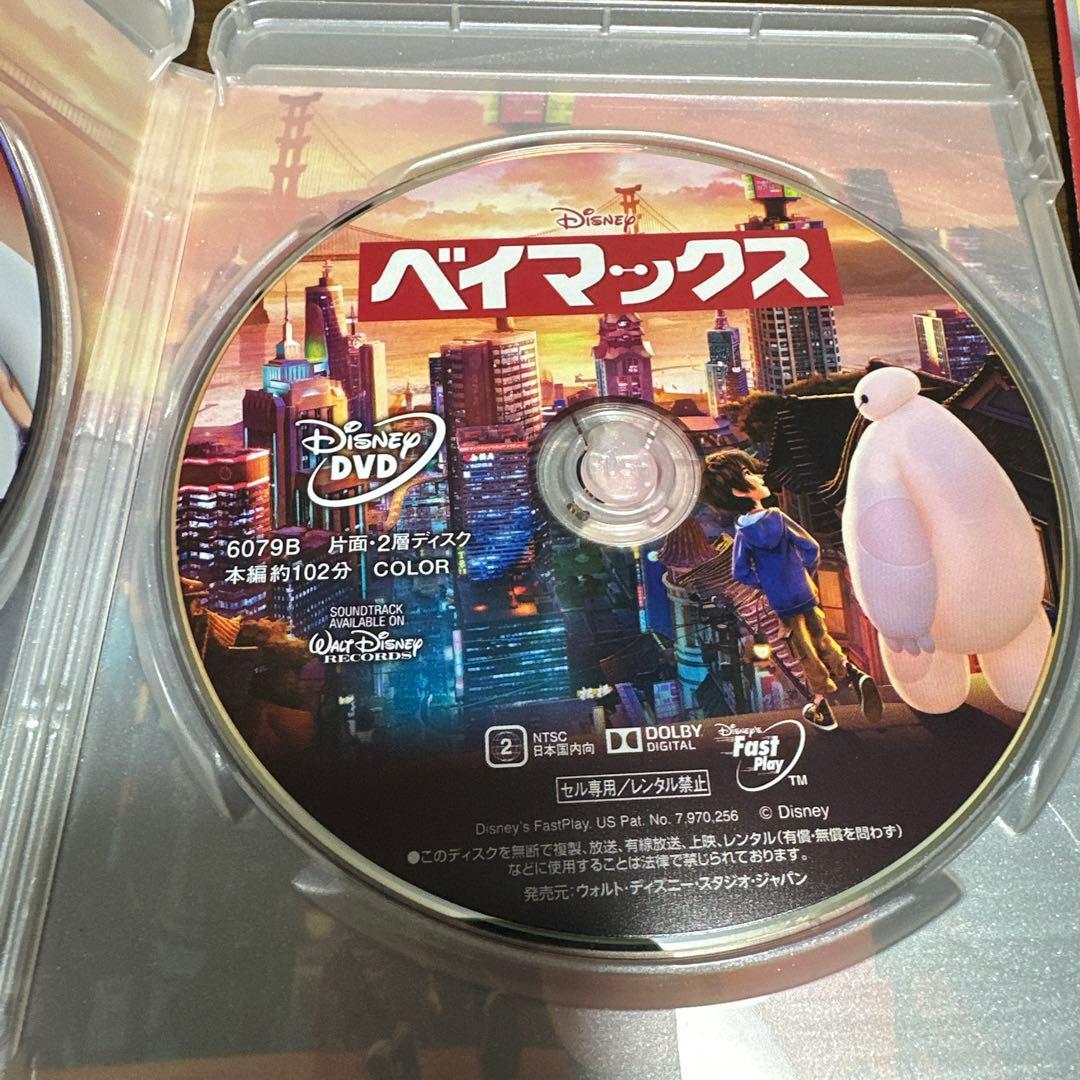 Disney
ベイマックス
Disney
DVD
6079B 片面・2層ディスク
本編約102分 COLOR
SOUNDTRACK
AVAILABLE ON
WALT DISNEY
RECORDS
2 NTSC
日本国内向
DOLBY
DIGITAL
DISNEY'S
Fast
Play
TM
セル専用/レンタル禁止
Disney's FastPlay. US Pat. No. 7,970,256 © Disney
●このディスクを無断で複製、放送、有線放送、上映、レンタル(有償・無償を問わず)
などに使用することは法律で禁じられております。
発売元:ウォルト・ディズニー・スタジオ・ジャパン